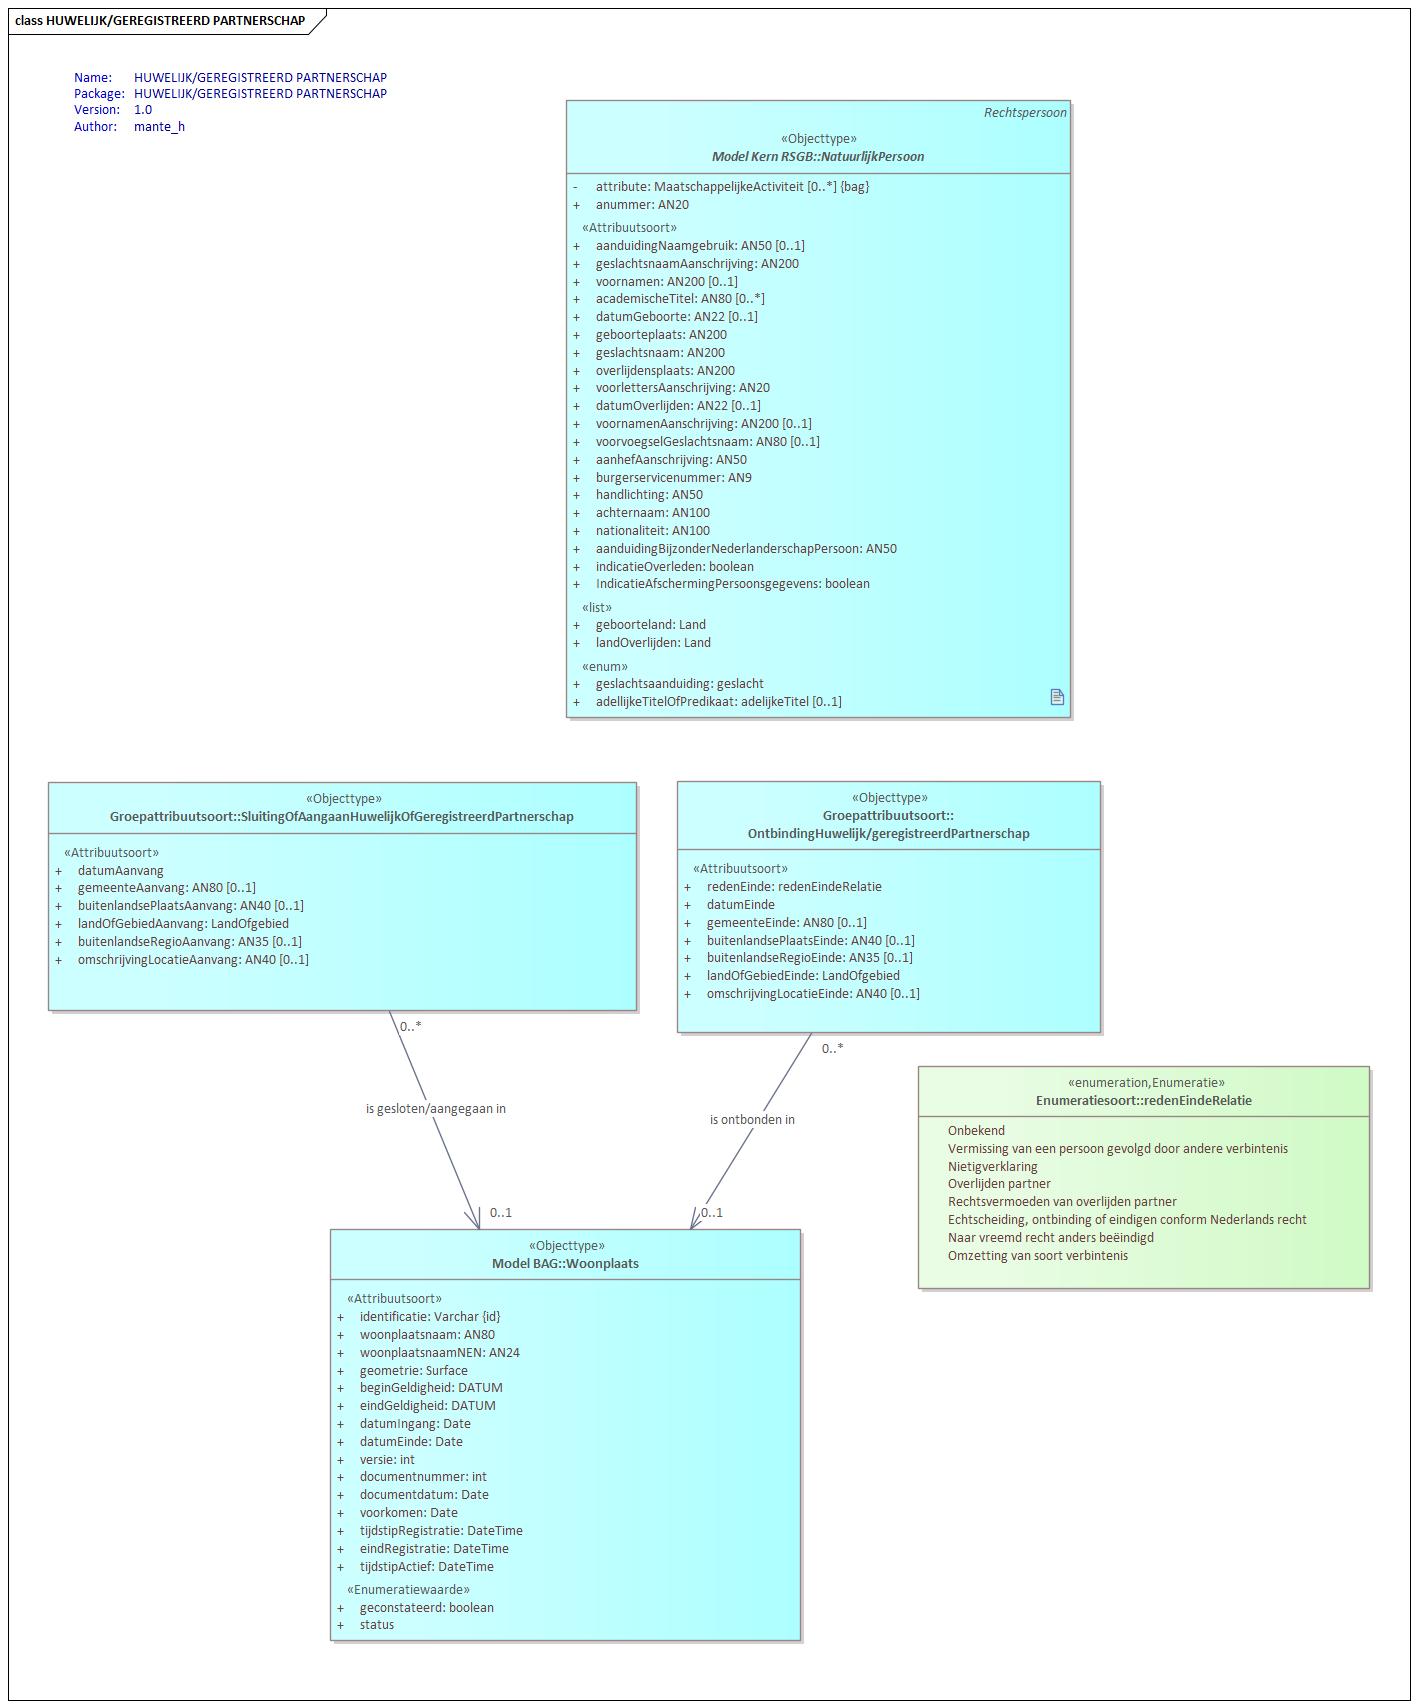 class HUWELIJK/GEREGISTREERD PARTNERSCHAP
Name: HUWELIJK/GEREGISTREERD PARTNERSCHAP
Package: HUWELIJK/GEREGISTREERD PARTNERSCHAP
Version: 1.0
Author: mante_h
Rechtspersoon
«Objecttype»
Model Kern RSGB::NatuurlijkPersoon
- attribute: MaatschappelijkeActiviteit [0..*] {bag}
+ anummer: AN20
«Attribuutsoort»
+ aanduidingNaamgebruik: AN50 [0..1]
+ geslachtsnaamAanschrijving: AN200
+ voornamen: AN200 [0..1]
+ academischeTitel: AN80 [0..*]
+ datumGeboorte: AN22 [0..1]
+ geboorteplaats: AN200
+ geslachtsnaam: AN200
+ overlijdensplaats: AN200
+ voorlettersAanschrijving: AN20
+ datumOverlijden: AN22 [0..1]
+ voornamenAanschrijving: AN200 [0..1]
+ voorvoegselGeslachtsnaam: AN80 [0..1]
+ aanhefAanschrijving: AN50
+ burgerservicenummer: AN9
+ handlichting: AN50
+ achternaam: AN100
+ nationaliteit: AN100
+ aanduidingBijzonderNederlanderschapPersoon: AN50
+ indicatieOverleden: boolean
+ IndicatieAfschermingPersoonsgegevens: boolean
«list»
+ geboorteland: Land
+ landOverlijden: Land
«enum»
+ geslachtsaanduiding: geslacht
+ adellijkeTitelOfPredikaat: adelijkeTitel [0..1]
«Objecttype»
Groepattribuutsoort::SluitingOfAangaanHuwelijkOfGeregistreerdPartnerschap
«Attribuutsoort»
+ datumAanvang
+ gemeenteAanvang: AN80 [0..1]
+ buitenlandsePlaatsAanvang: AN40 [0..1]
+ landOfGebiedAanvang: LandOfgebied
+ buitenlandseRegioAanvang: AN35 [0..1]
+ omschrijvingLocatieAanvang: AN40 [0..1]
«Objecttype»
Groepattribuutsoort::
OntbindingHuwelijk/geregistreerdPartnerschap
«Attribuutsoort»
+ redenEinde: redenEindeRelatie
+ datumEinde
+ gemeenteEinde: AN80 [0..1]
+ buitenlandsePlaatsEinde: AN40 [0..1]
+ buitenlandseRegioEinde: AN35 [0..1]
+ landOfGebiedEinde: LandOfgebied
+ omschrijvingLocatieEinde: AN40 [0..1]
0..*
0..*
is gesloten/aangegaan in
is ontbonden in
0..1
0..1
«enumeration,Enumeratie»
Enumeratiesoort::redenEindeRelatie
Onbekend
Vermissing van een persoon gevolgd door andere verbintenis
Nietigverklaring
Overlijden partner
Rechtsvermoeden van overlijden partner
Echtscheiding, ontbinding of eindigen conform Nederlands recht
Naar vreemd recht anders beëindigd
Omzetting van soort verbintenis
«Objecttype»
Model BAG::Woonplaats
«Attribuutsoort»
+ identificatie: Varchar {id}
+ woonplaatsnaam: AN80
+ woonplaatsnaamNEN: AN24
+ geometrie: Surface
+ beginGeldigheid: DATUM
+ eindGeldigheid: DATUM
+ datumIngang: Date
+ datumEinde: Date
+ versie: int
+ documentnummer: int
+ documentdatum: Date
+ voorkomen: Date
+ tijdstipRegistratie: DateTime
+ eindRegistratie: DateTime
+ tijdstipActief: DateTime
«Enumeratiewaarde»
+ geconstateerd: boolean
+ status